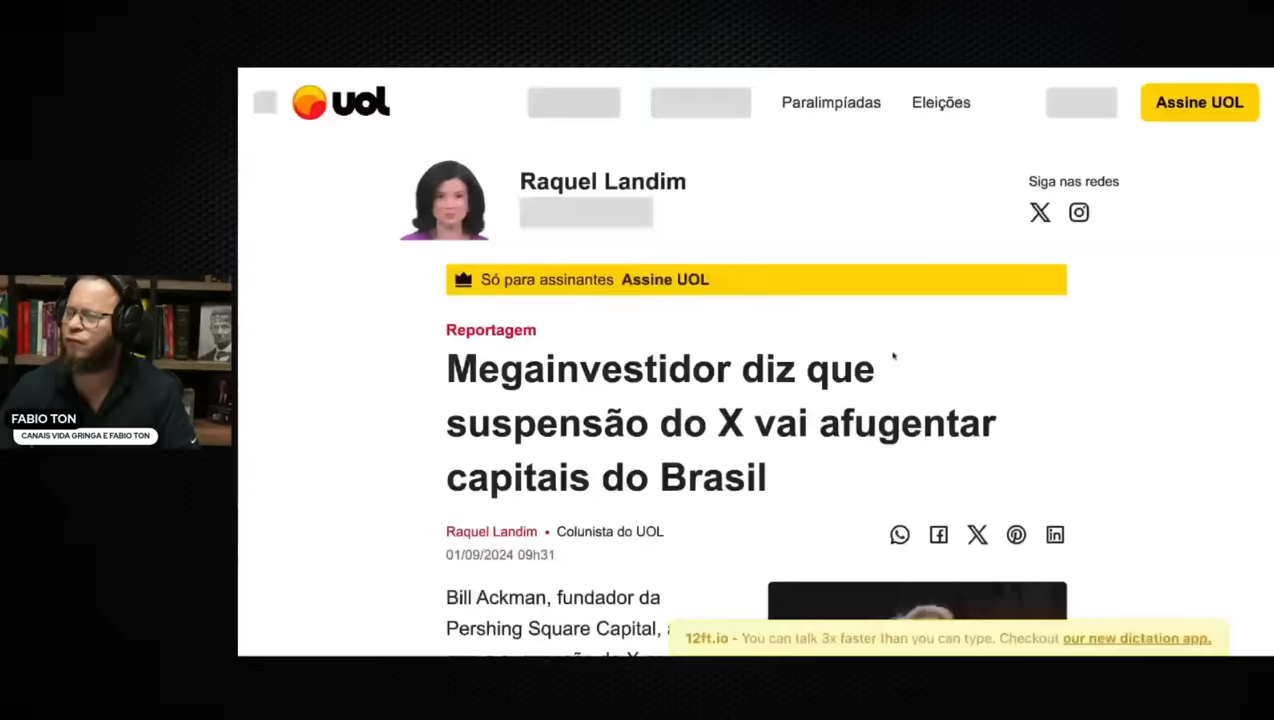 uol
Paralimpíadas
Eleições
Assine UOL
Raquel Landim
Siga nas redes
Só para assinantes Assine UOL
Reportagem
Megainvestidor diz que
suspensão do X vai afugentar
capitais do Brasil
Raquel Landim • Colunista do UOL
01/09/2024 09h31
Bill Ackman, fundador da
Pershing Square Capital,
12ft.io - You can talk 3x faster than you can type. Checkout our new dictation app.
FABIO TON
CANAIS VIDA GRINGA E FABIO TON